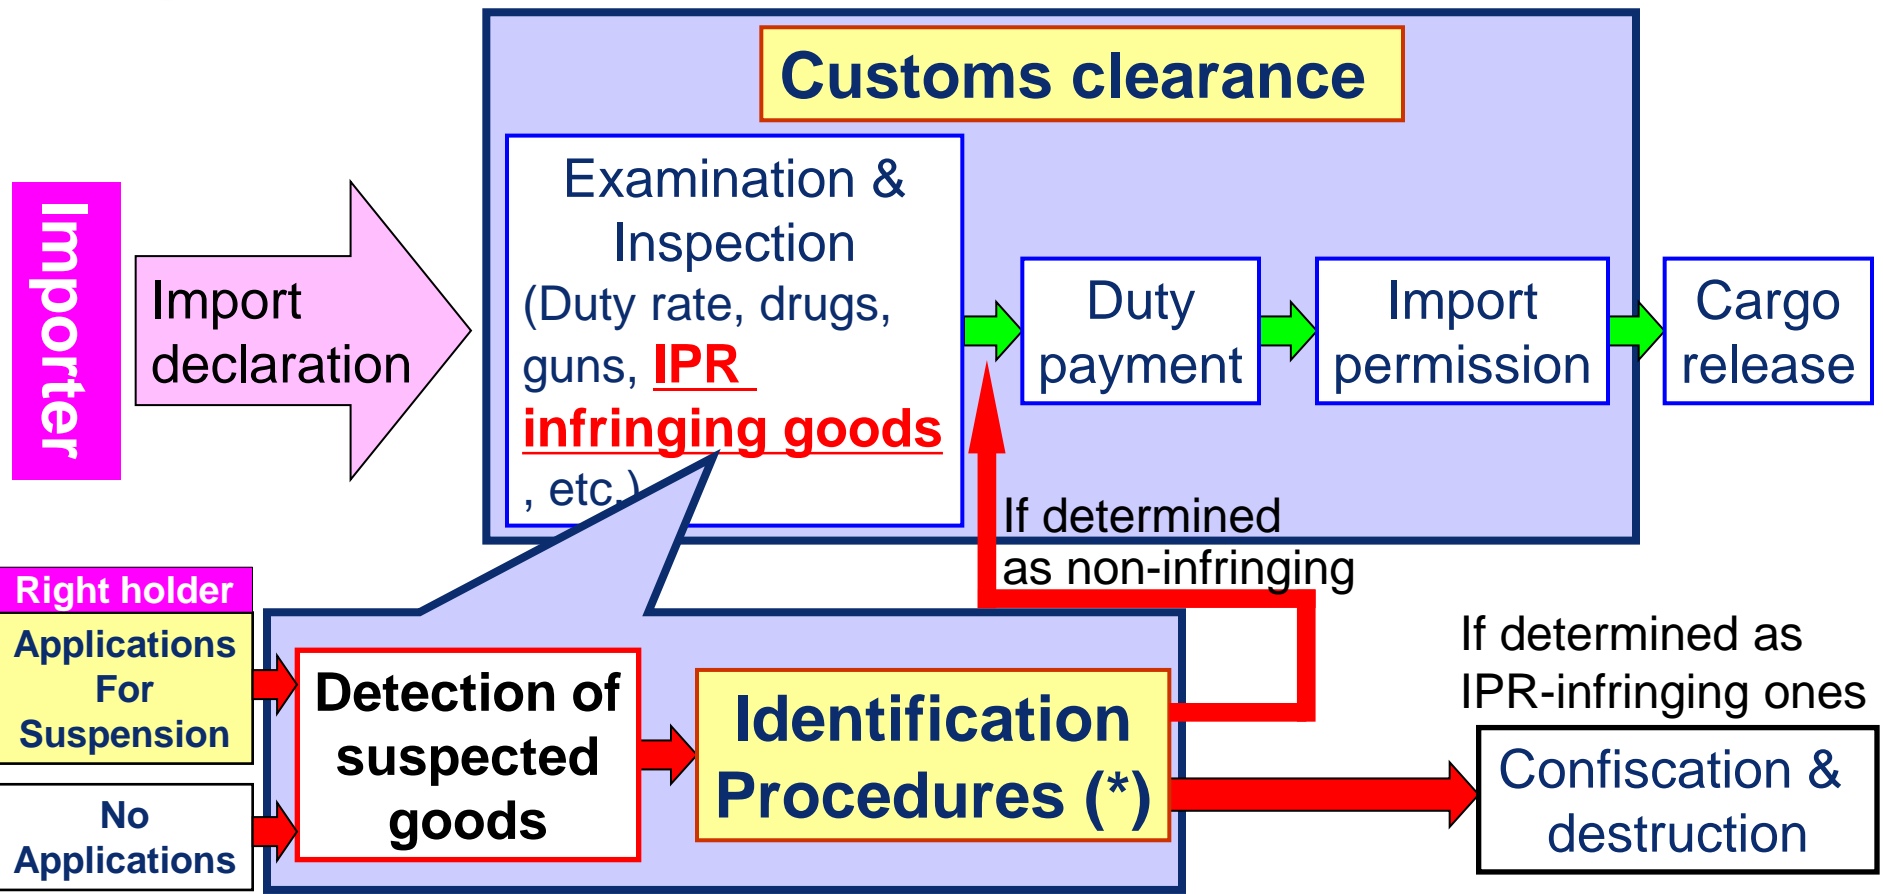 Customs clearance
Importer
Import
declaration
Examination &
Inspection
(Duty rate, drugs,
guns, IPR
infringing goods
, etc.)
Duty
payment
Import
permission
Cargo
release
If determined
as non-infringing
Right holder
Applications
For
Suspension
No
Applications
Detection of
suspected
goods
Identification
Procedures (*)
If determined as
IPR-infringing ones
Confiscation &
destruction